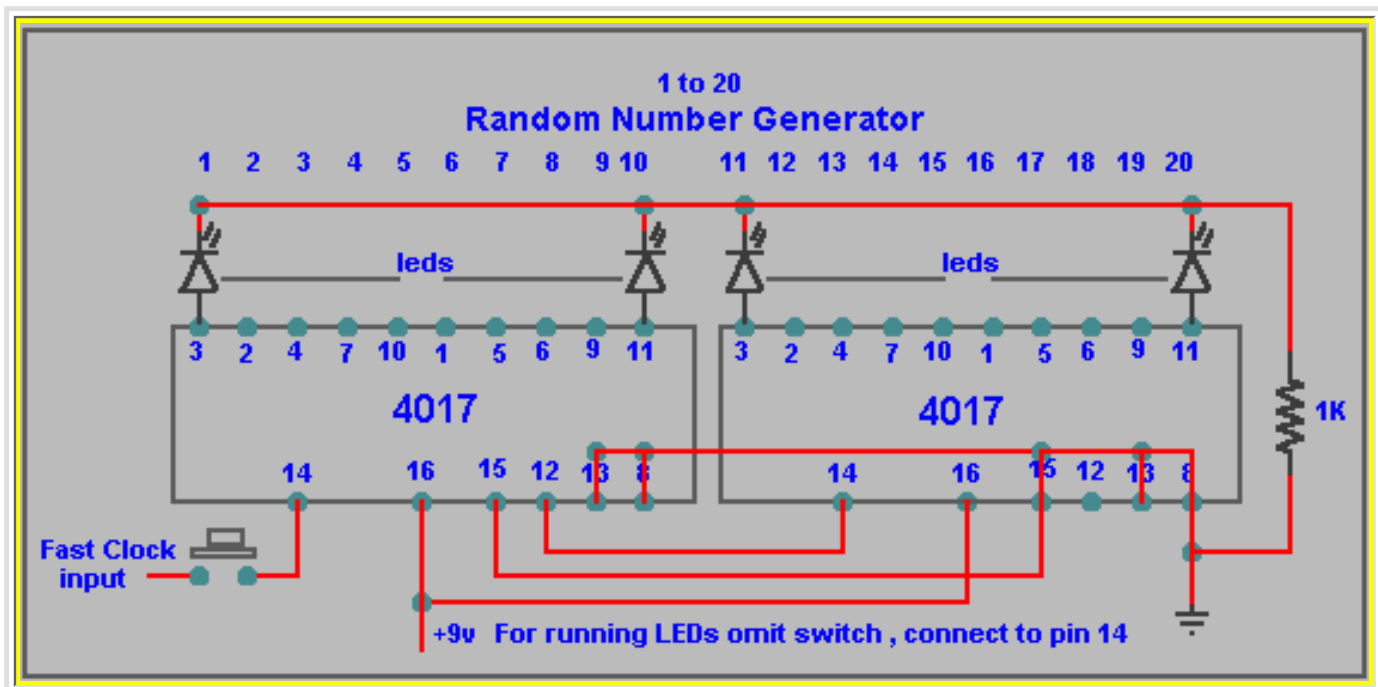 1 to 20
Random Number Generator
1 2 3 4 5 6 7 8 9 10 11 12 13 14 15 16 17 18 19 20
leds leds
3 2 4 7 10 1 5 6 9 11 3 2 4 7 10 1 5 6 9 11
4017 4017
1K
14 16 15 12 13 8 14 16 15 12 13 8
Fast Clock
input
+9v For running LEDs omit switch , connect to pin 14